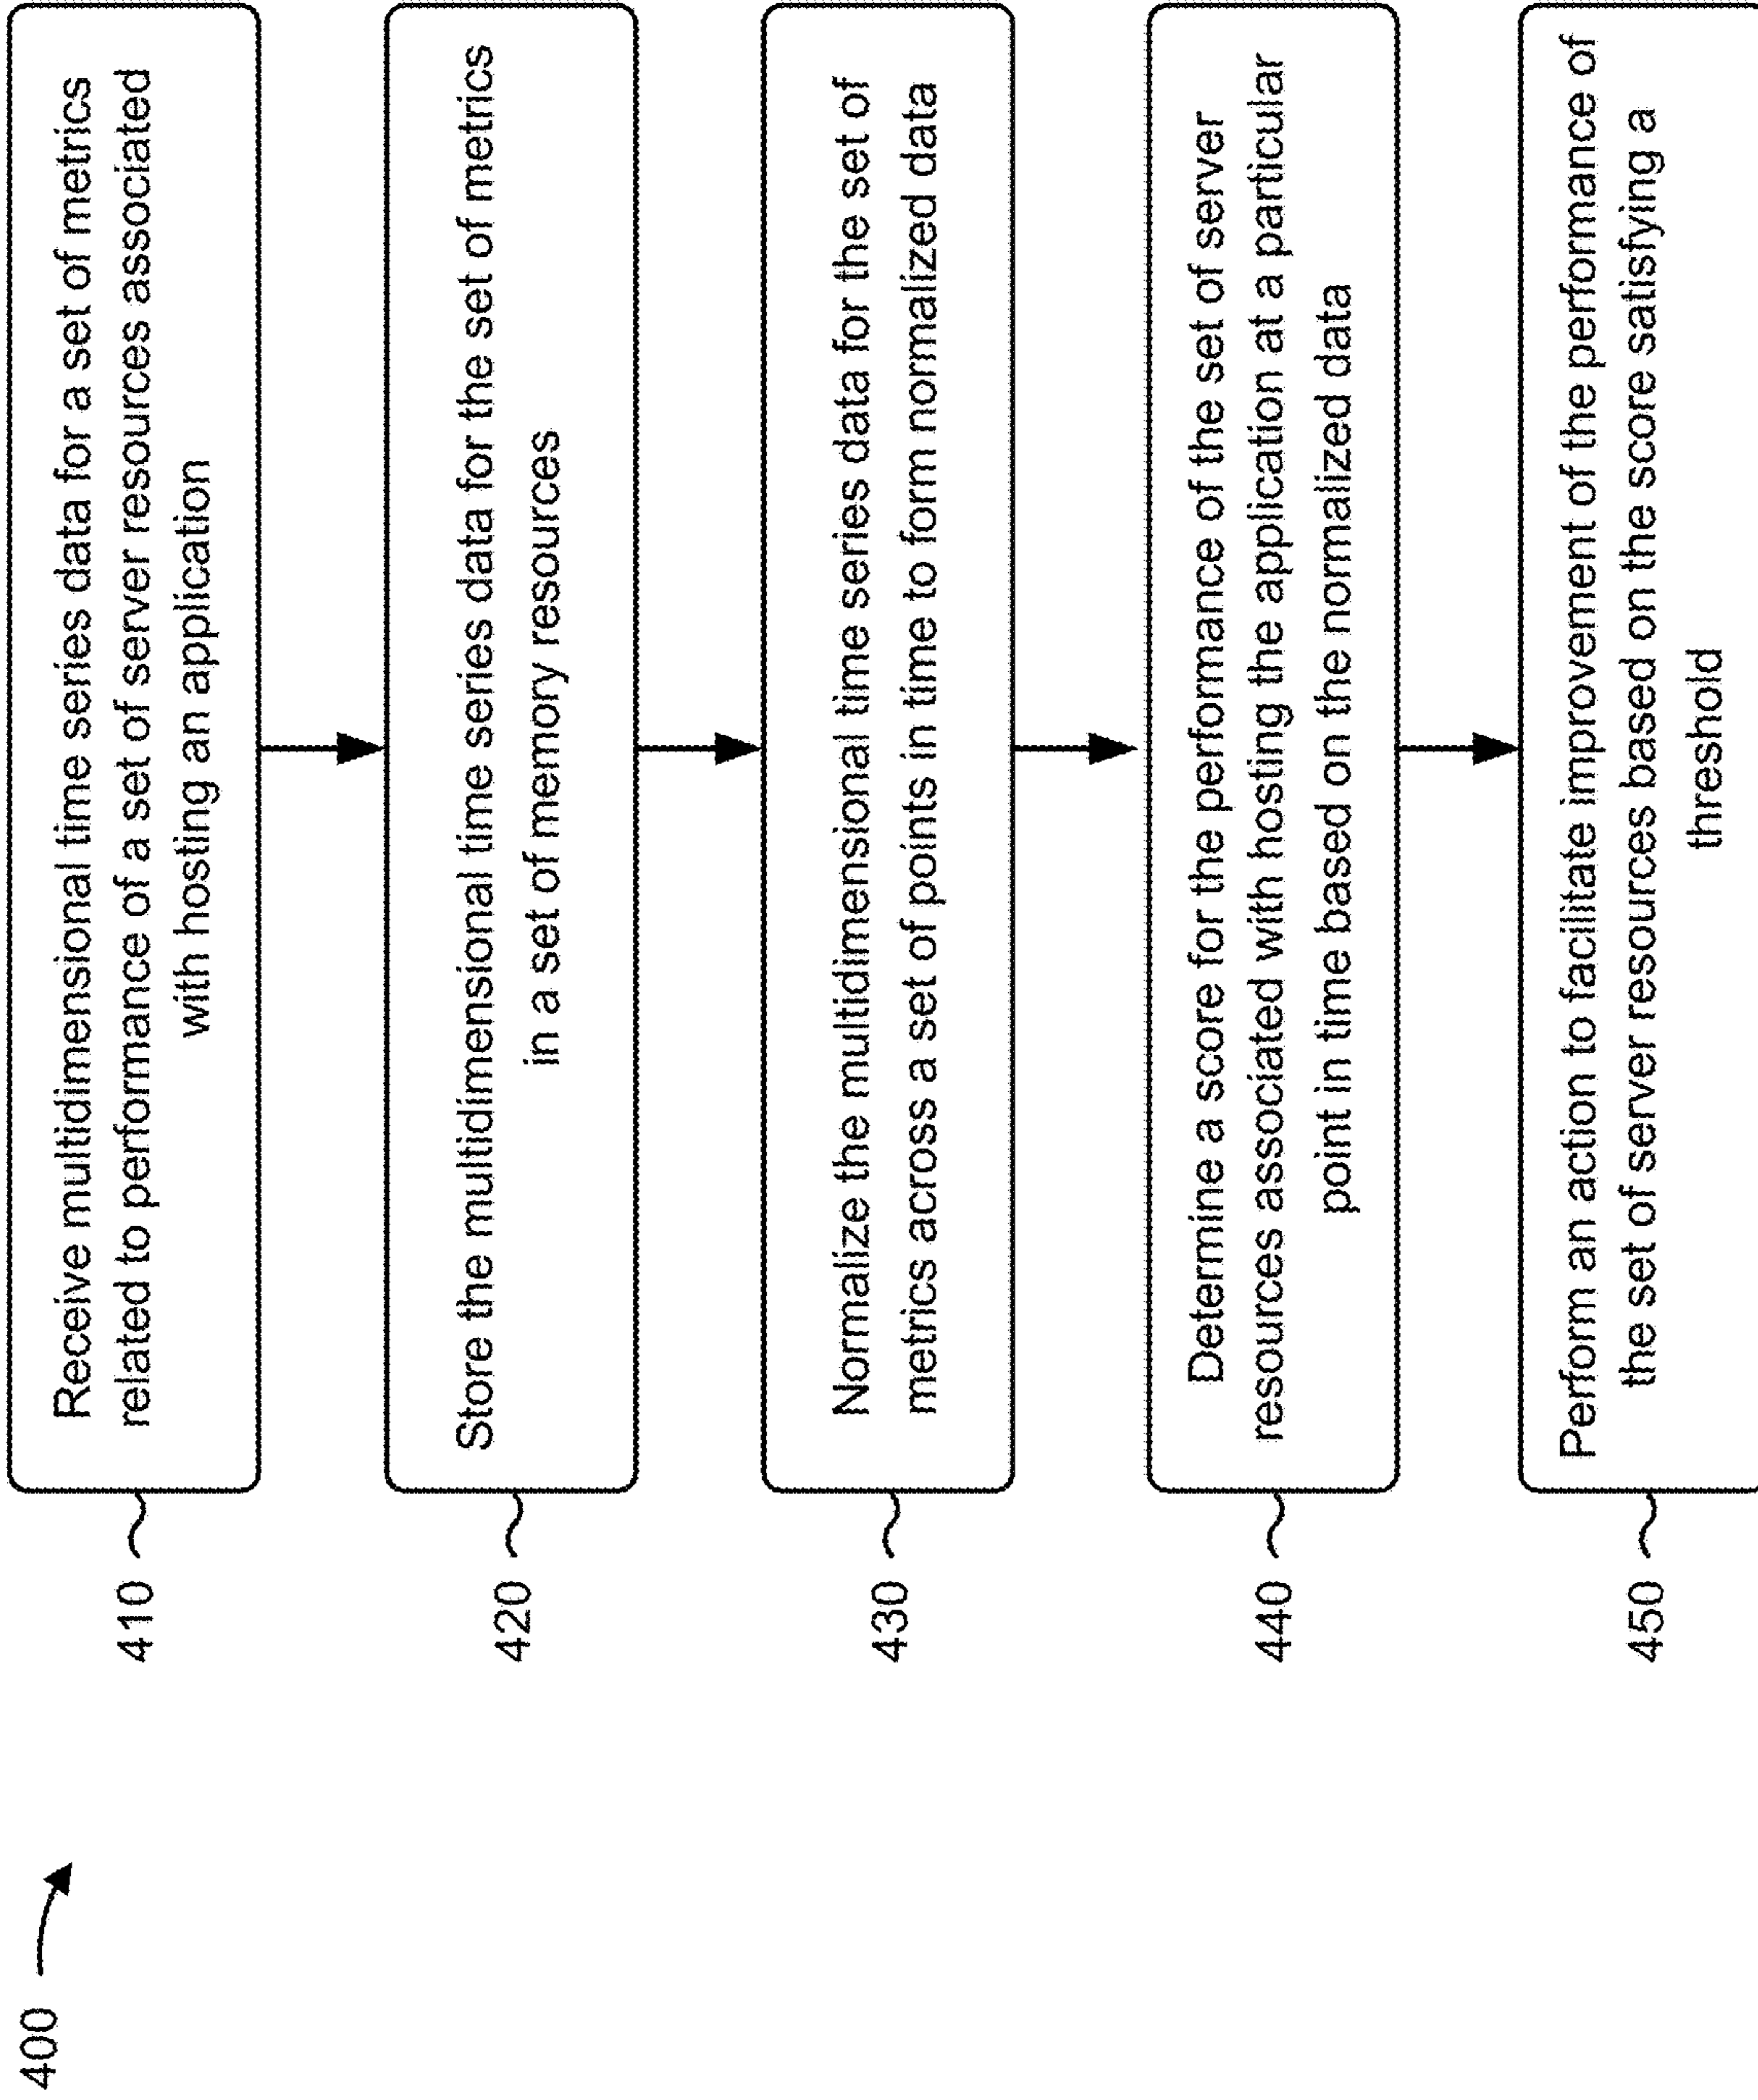 400
410
Receive multidimensional time series data for a set of metrics
related to performance of a set of server resources associated
with hosting an application
420
Store the multidimensional time series data for the set of metrics
in a set of memory resources
430
Normalize the multidimensional time series data for the set of
metrics across a set of points in time to form normalized data
440
Determine a score for the performance of the set of server
resources associated with hosting the application at a particular
point in time based on the normalized data
450
Perform an action to facilitate improvement of the performance of
the set of server resources based on the score satisfying a
threshold